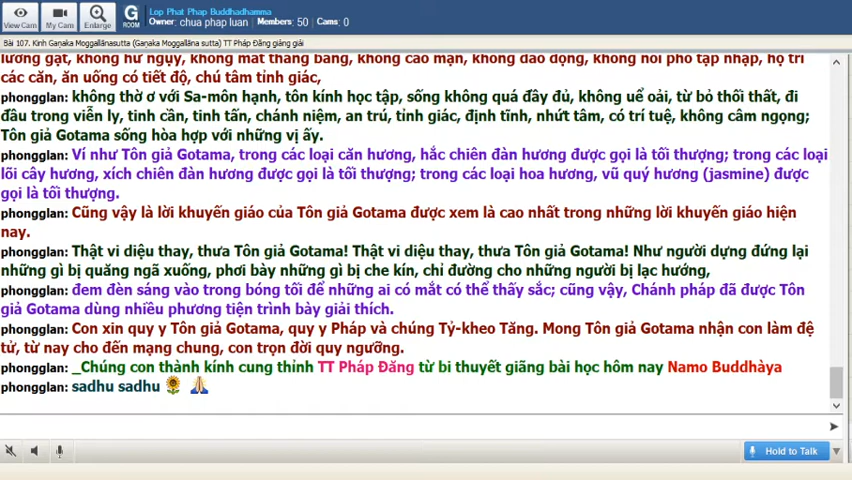 View Cam
My Cam
Enlarge
G
ROOM
Lop Phat Phap Buddhadhamma
Owner: chua phap luan Members: 50 Cams: 0
Bài 107. Kinh Gaṇaka Moggallānasutta (Gaṇaka Moggallāna sutta) TT Pháp Đăng giảng giải
lường gạt, không hư ngụy, không mất thăng bằng, không cao mạn, không dao động, không nói phô tạp nhạp, hộ trì
các căn, ăn uống có tiết độ, chú tâm tỉnh giác,
phongglan: không thờ ơ với Sa-môn hạnh, tôn kính học tập, sống không quá đầy đủ, không uể oải, từ bỏ thối thất, đi
đầu trong viễn ly, tinh cần, tinh tấn, chánh niệm, an trú, tỉnh giác, định tĩnh, nhứt tâm, có trí tuệ, không câm ngọng;
Tôn giả Gotama sống hòa hợp với những vị ấy.
phongglan: Ví như Tôn giả Gotama, trong các loại căn hương, hắc chiên đàn hương được gọi là tối thượng; trong các loại
lõi cây hương, xích chiên đàn hương được gọi là tối thượng; trong các loại hoa hương, vũ quý hương (jasmine) được
gọi là tối thượng.
phongglan: Cũng vậy là lời khuyến giáo của Tôn giả Gotama được xem là cao nhất trong những lời khuyến giáo hiện
nay.
phongglan: Thật vi diệu thay, thưa Tôn giả Gotama! Thật vi diệu thay, thưa Tôn giả Gotama! Như người dựng đứng lại
những gì bị quăng ngã xuống, phơi bày những gì bị che kín, chỉ đường cho những người bị lạc hướng,
phongglan: đem đèn sáng vào trong bóng tối để những ai có mắt có thể thấy sắc; cũng vậy, Chánh pháp đã được Tôn
giả Gotama dùng nhiều phương tiện trình bày giải thích.
phongglan: Con xin quy y Tôn giả Gotama, quy y Pháp và chúng Tỷ-kheo Tăng. Mong Tôn giả Gotama nhận con làm đệ
tử, từ nay cho đến mạng chung, con trọn đời quy ngưỡng.
phongglan: _Chúng con thành kính cung thỉnh TT Pháp Đăng từ bi thuyết giãng bài học hôm nay Namo Buddhàya
phongglan: sadhu sadhu 🌻 🙏
Hold to Talk